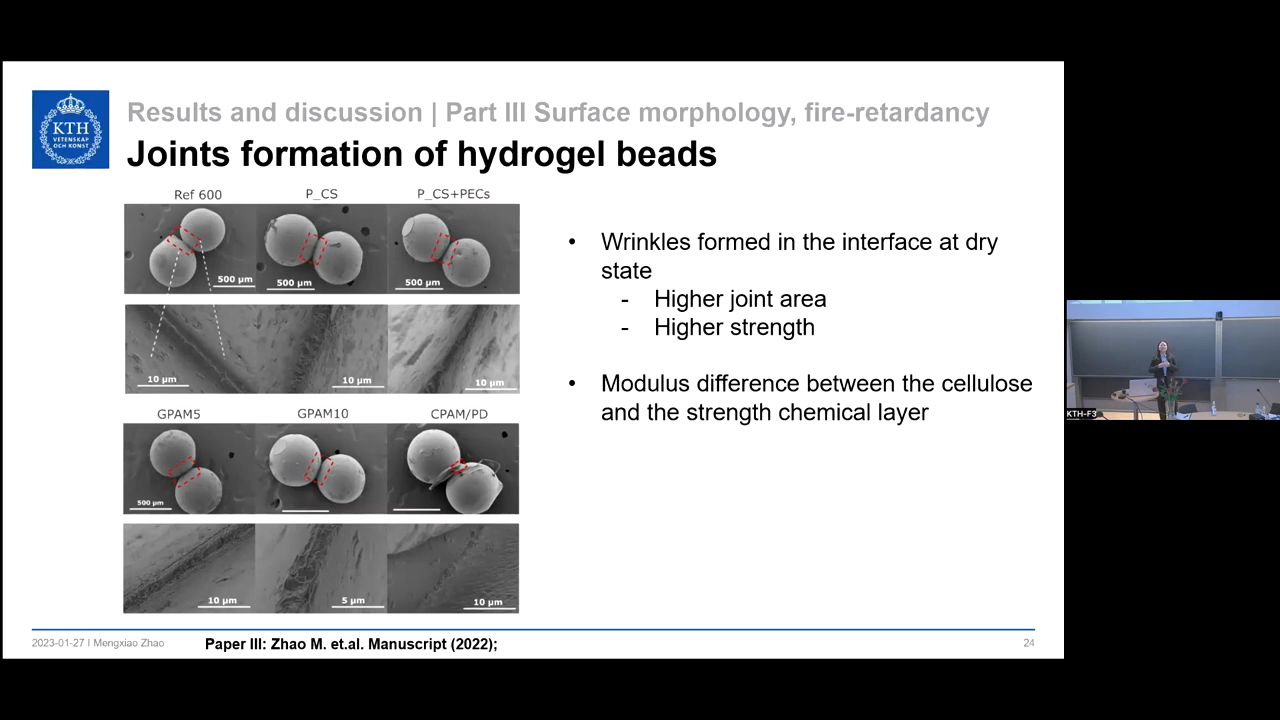 Results and discussion | Part III Surface morphology, fire-retardancy
Joints formation of hydrogel beads
KTH
VETENSKAP
OCH KONST
Ref 600
P_CS
P_CS+PECs
500 µm
500 µm
500 µm
10 µm
10 µm
10 µm
GPAM5
GPAM10
CPAM/PD
500 µm
10 µm
5 µm
10 µm
• Wrinkles formed in the interface at dry
state
- Higher joint area
- Higher strength
• Modulus difference between the cellulose
and the strength chemical layer
2023-01-27 I Mengxiao Zhao
Paper III: Zhao M. et.al. Manuscript (2022);
24
KTH-F3